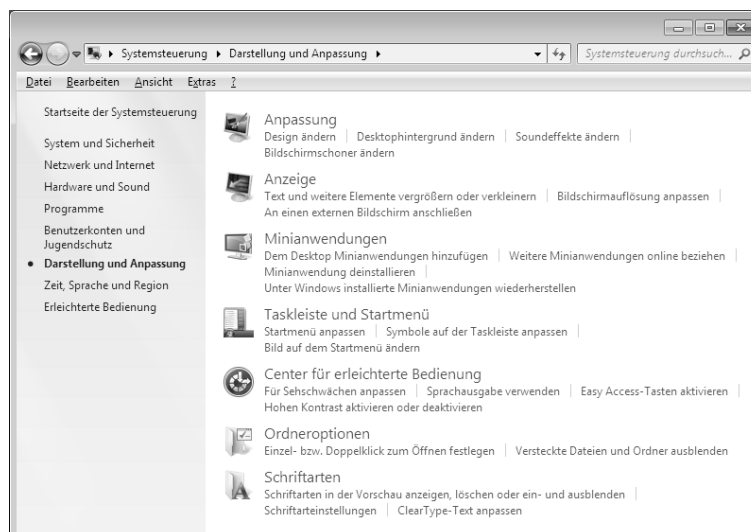 Systemsteuerung Darstellung und Anpassung Systemsteuerung durchsuch...
Datei Bearbeiten Ansicht Extras ?
Startseite der Systemsteuerung
System und Sicherheit
Netzwerk und Internet
Hardware und Sound
Programme
Benutzerkonten und
Jugendschutz
Darstellung und Anpassung
Zeit, Sprache und Region
Erleichterte Bedienung
Anpassung
Design ändern Desktophintergrund ändern Soundeffekte ändern
Bildschirmschoner ändern
Anzeige
Text und weitere Elemente vergrößern oder verkleinern Bildschirmauflösung anpassen
An einen externen Bildschirm anschließen
Minianwendungen
Dem Desktop Minianwendungen hinzufügen Weitere Minianwendungen online beziehen
Minianwendung deinstallieren
Unter Windows installierte Minianwendungen wiederherstellen
Taskleiste und Startmenü
Startmenü anpassen Symbole auf der Taskleiste anpassen
Bild auf dem Startmenü ändern
Center für erleichterte Bedienung
Für Sehschwächen anpassen Sprachausgabe verwenden Easy Access-Tasten aktivieren
Hohen Kontrast aktivieren oder deaktivieren
Ordneroptionen
Einzel- bzw. Doppelklick zum Öffnen festlegen Versteckte Dateien und Ordner ausblenden
Schriftarten
Schriftarten in der Vorschau anzeigen, löschen oder ein- und ausblenden
Schriftarteinstellungen ClearType-Text anpassen